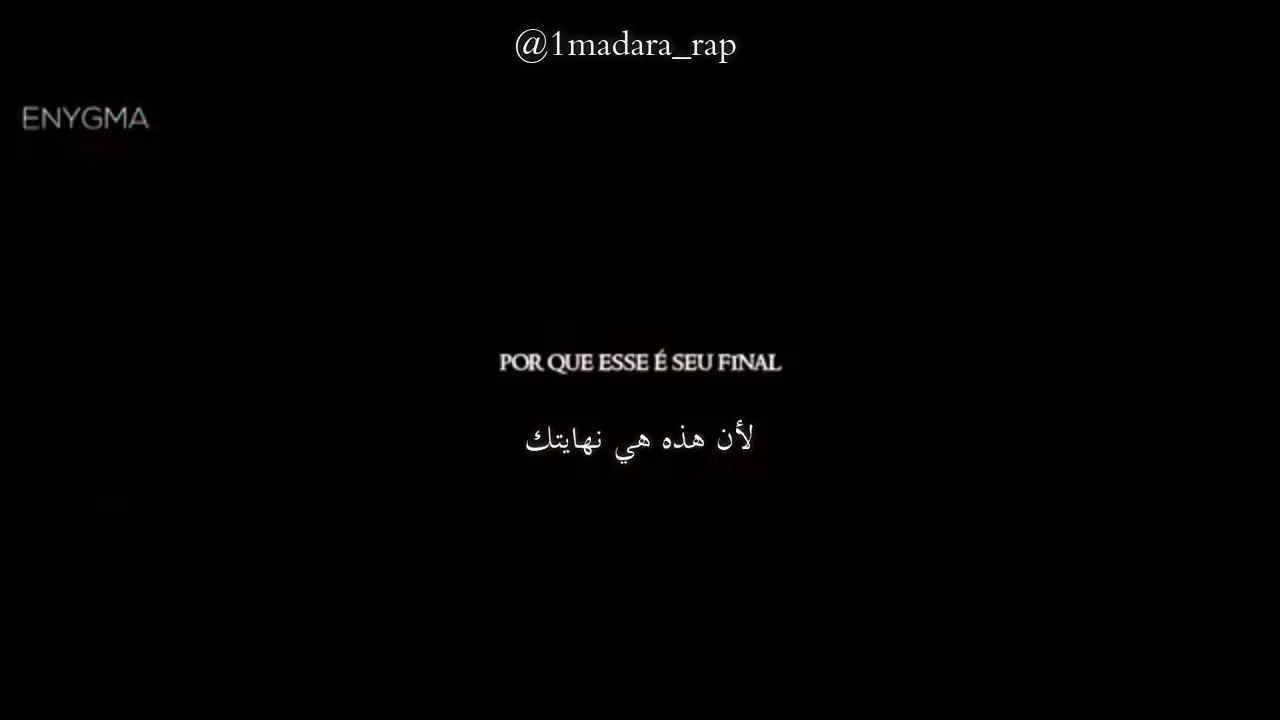 @1madara_rap
ENYGMA
POR QUE ESSE É SEU FINAL
لأن هذه هي نهايتك